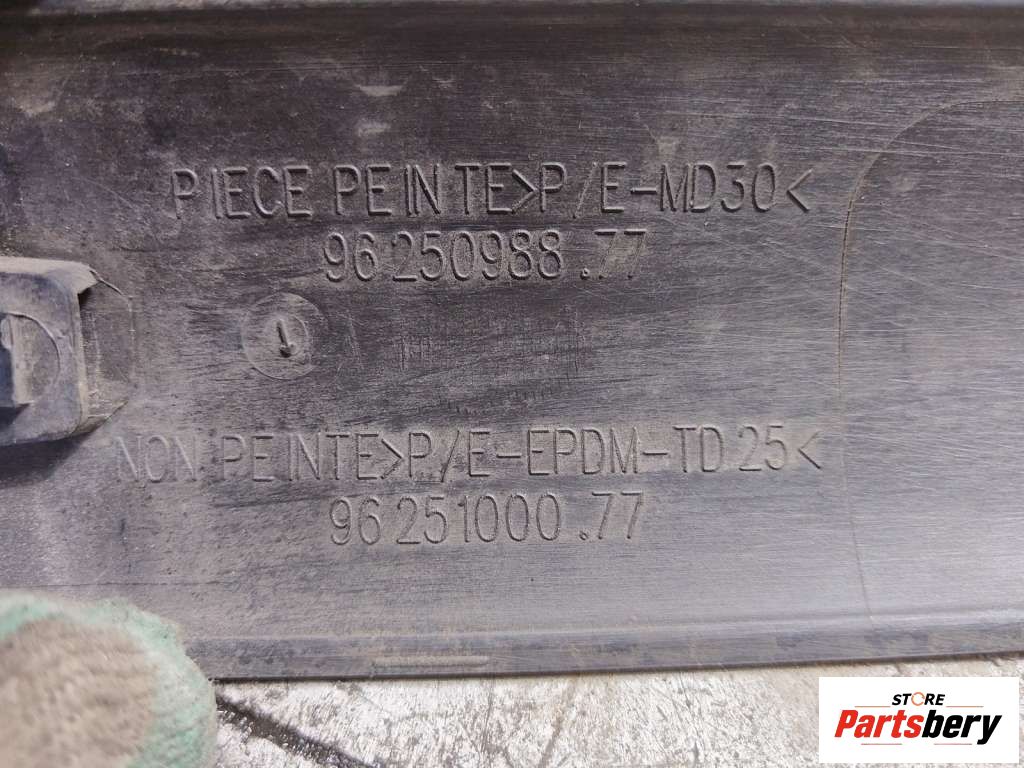 PIECE PEINTE>P/E-MD30<
96250988.77
NON PEINTE>P/E-EPDM-TD25<
96251000.77
STORE
Partsbery